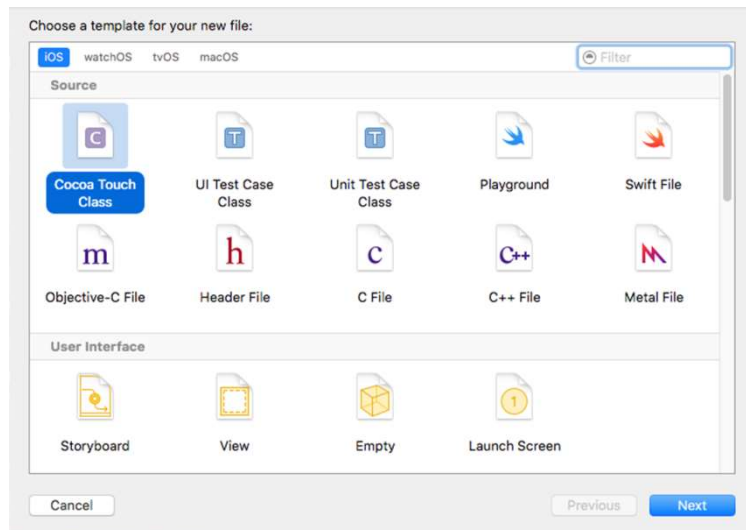 Choose a template for your new file:
iOS watchOS tvOS macOS
Filter
Source
C
T
T
Cocoa Touch
Class
UI Test Case
Class
Unit Test Case
Class
Playground
Swift File
m
h
c
C++
Objective-C File
Header File
C File
C++ File
Metal File
User Interface
1
Storyboard
View
Empty
Launch Screen
Cancel
Previous
Next